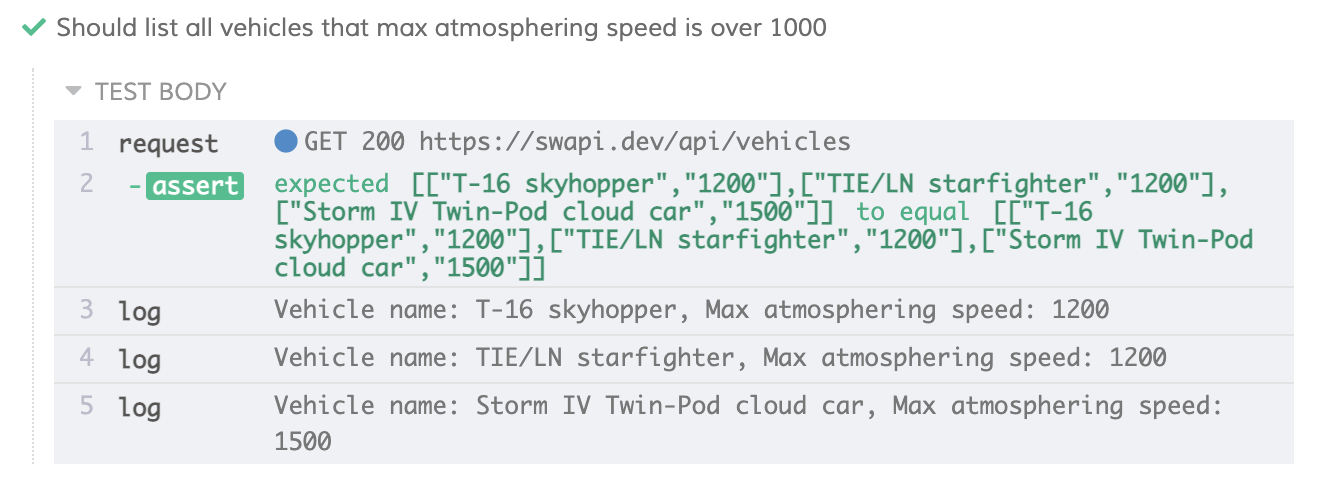 Should list all vehicles that max atmosphering speed is over 1000
TEST BODY
1 request GET 200 https://swapi.dev/api/vehicles
2 -assert expected [["T-16 skyhopper","1200"],["TIE/LN starfighter","1200"],
["Storm IV Twin-Pod cloud car","1500"]] to equal [["T-16
skyhopper","1200"],["TIE/LN starfighter","1200"],["Storm IV Twin-Pod
cloud car","1500"]]
3 log Vehicle name: T-16 skyhopper, Max atmosphering speed: 1200
4 log Vehicle name: TIE/LN starfighter, Max atmosphering speed: 1200
5 log Vehicle name: Storm IV Twin-Pod cloud car, Max atmosphering speed:
1500